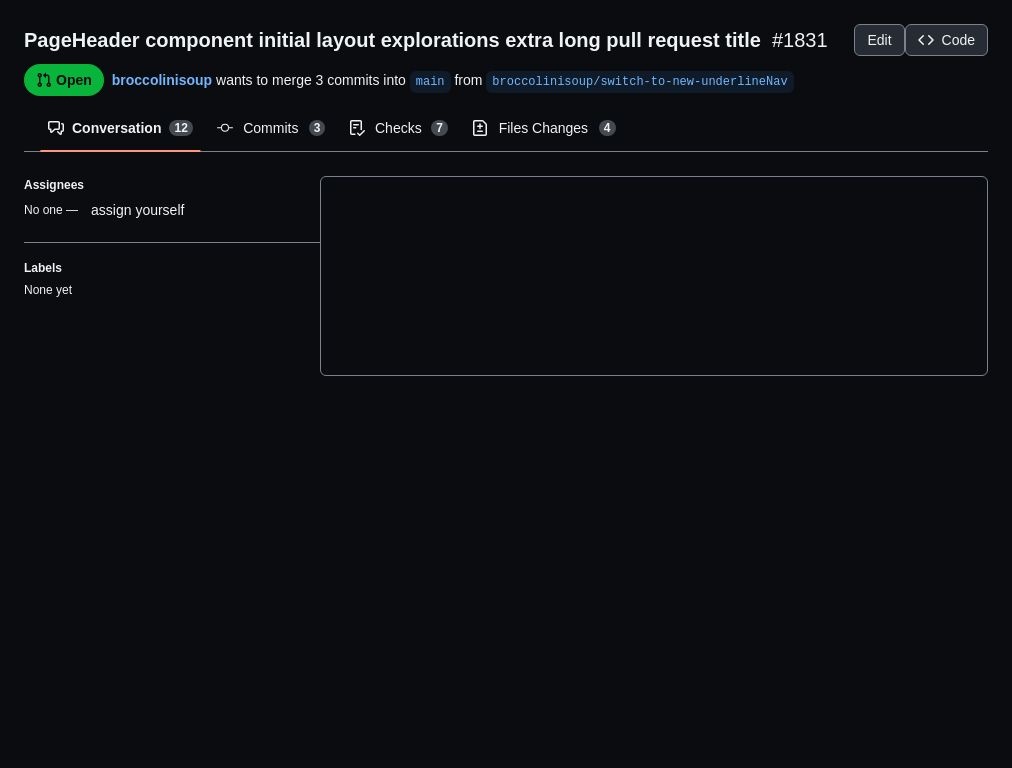 PageHeader component initial layout explorations extra long pull request title #1831
Edit
Code
Open
broccolinisoup wants to merge 3 commits into main from broccolinisoup/switch-to-new-underlineNav
Conversation 12
Commits 3
Checks 7
Files Changes 4
Assignees
No one — assign yourself
Labels
None yet